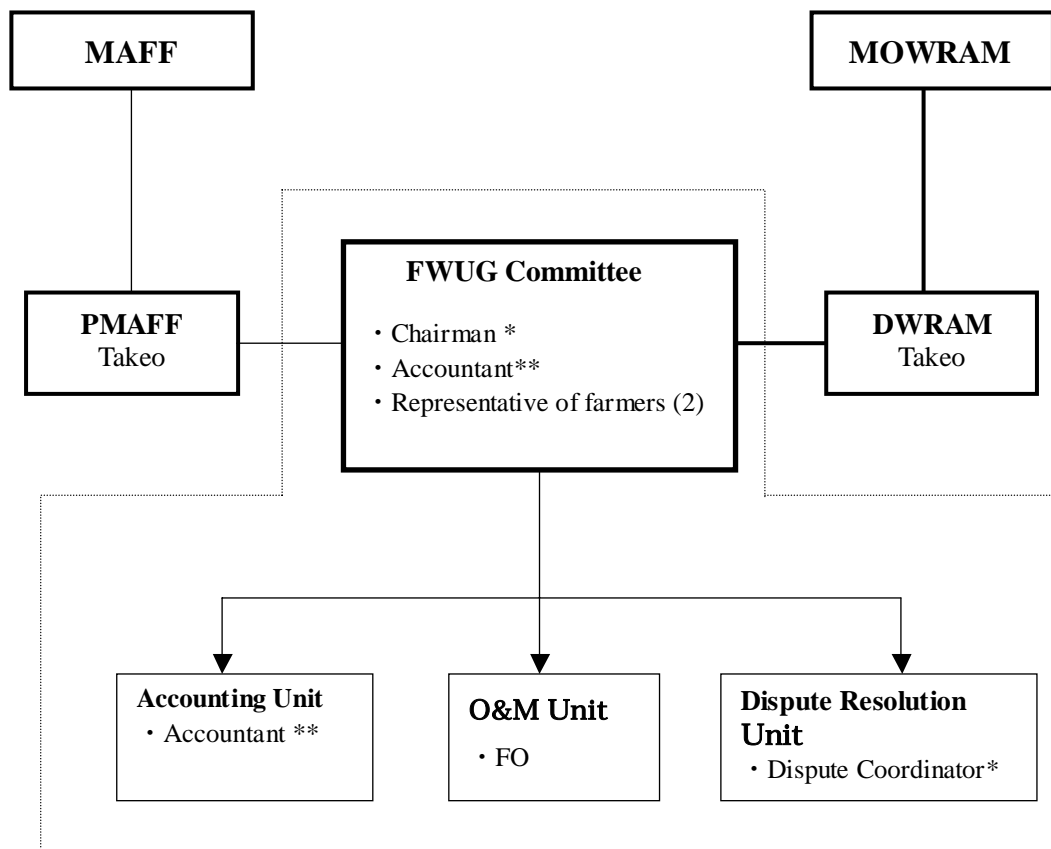 MAFF
MOWRAM
FWUG Committee
・Chairman *
・Accountant**
・Representative of farmers (2)
PMAFF
Takeo
DWRAM
Takeo
Accounting Unit
・Accountant **
O&M Unit
・FO
Dispute Resolution
Unit
・Dispute Coordinator*